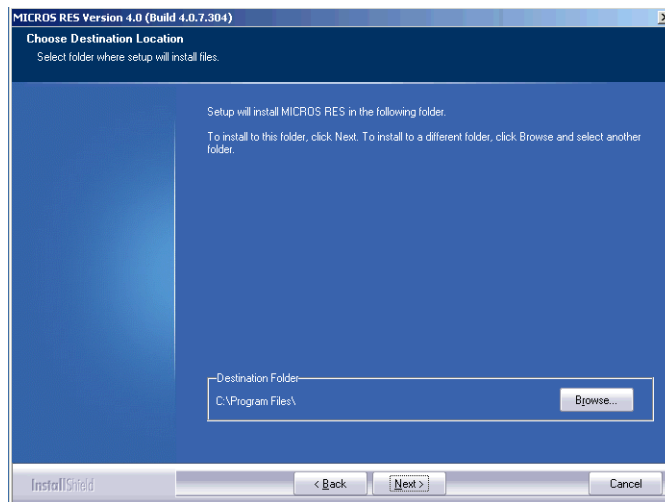 MICROS RES Version 4.0 (Build 4.0.7.304)
Choose Destination Location
Select folder where setup will install files.
Setup will install MICROS RES in the following folder.
To install to this folder, click Next. To install to a different folder, click Browse and select another
folder.
Destination Folder
C:\Program Files\
Browse...
InstallShield
< Back
Next >
Cancel